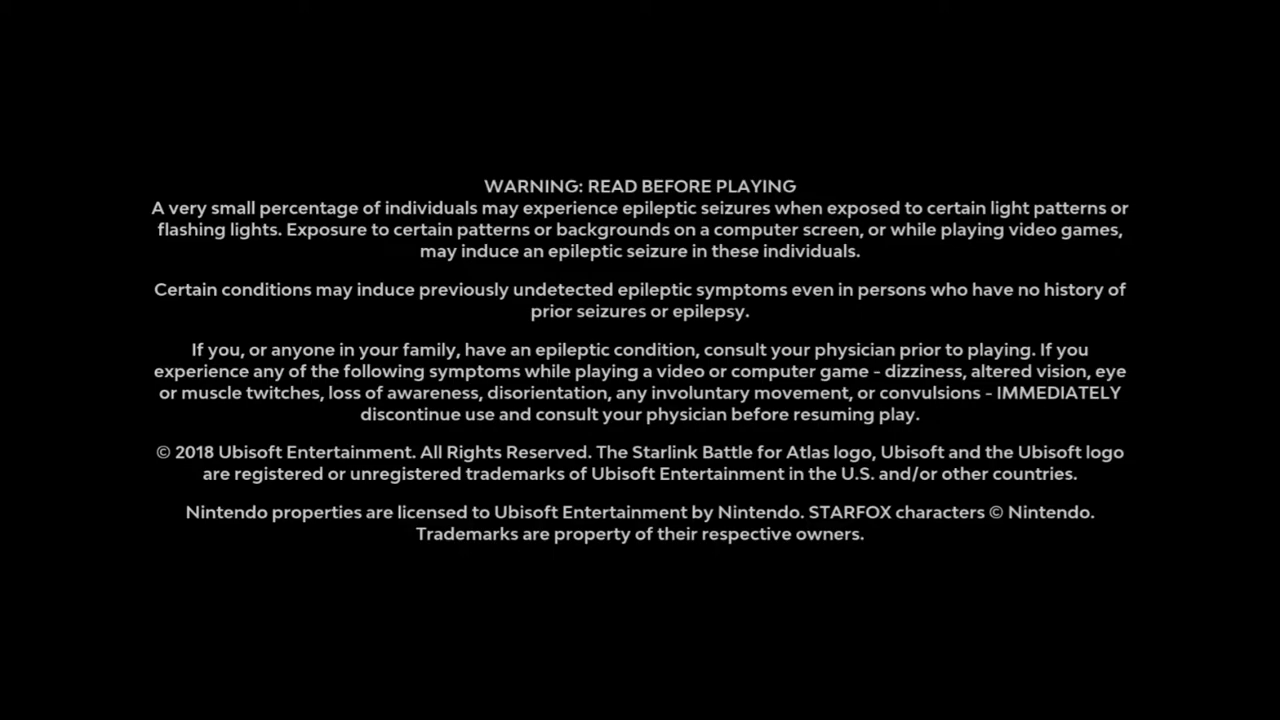 WARNING: READ BEFORE PLAYING
A very small percentage of individuals may experience epileptic seizures when exposed to certain light patterns or
flashing lights. Exposure to certain patterns or backgrounds on a computer screen, or while playing video games,
may induce an epileptic seizure in these individuals.
Certain conditions may induce previously undetected epileptic symptoms even in persons who have no history of
prior seizures or epilepsy.
If you, or anyone in your family, have an epileptic condition, consult your physician prior to playing. If you
experience any of the following symptoms while playing a video or computer game - dizziness, altered vision, eye
or muscle twitches, loss of awareness, disorientation, any involuntary movement, or convulsions - IMMEDIATELY
discontinue use and consult your physician before resuming play.
© 2018 Ubisoft Entertainment. All Rights Reserved. The Starlink Battle for Atlas logo, Ubisoft and the Ubisoft logo
are registered or unregistered trademarks of Ubisoft Entertainment in the U.S. and/or other countries.
Nintendo properties are licensed to Ubisoft Entertainment by Nintendo. STARFOX characters © Nintendo.
Trademarks are property of their respective owners.